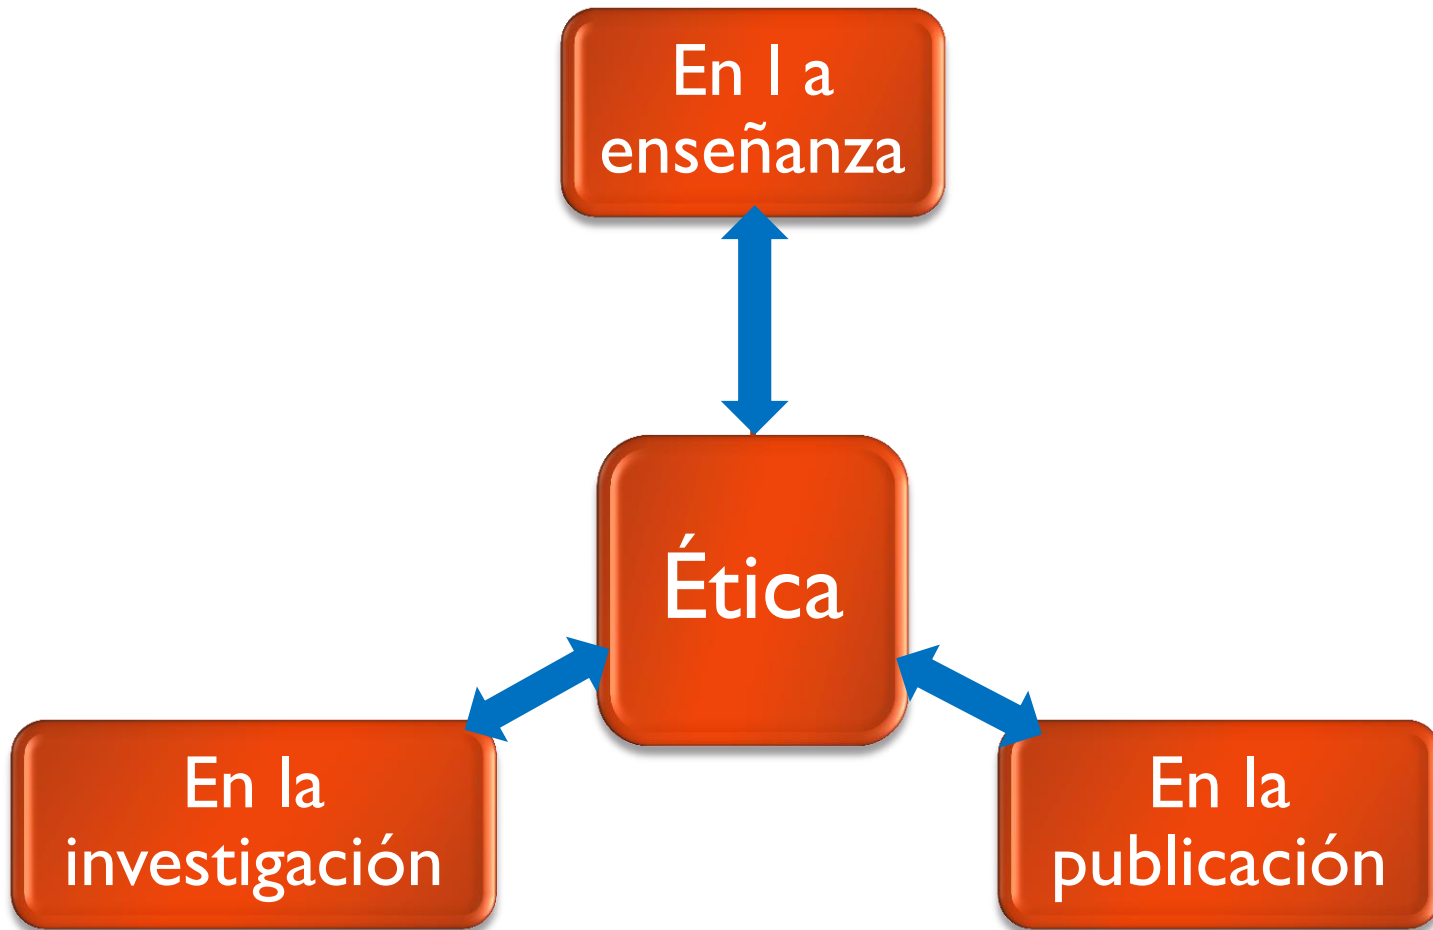 En l a
enseñanza
Ética
En la
investigación
En la
publicación